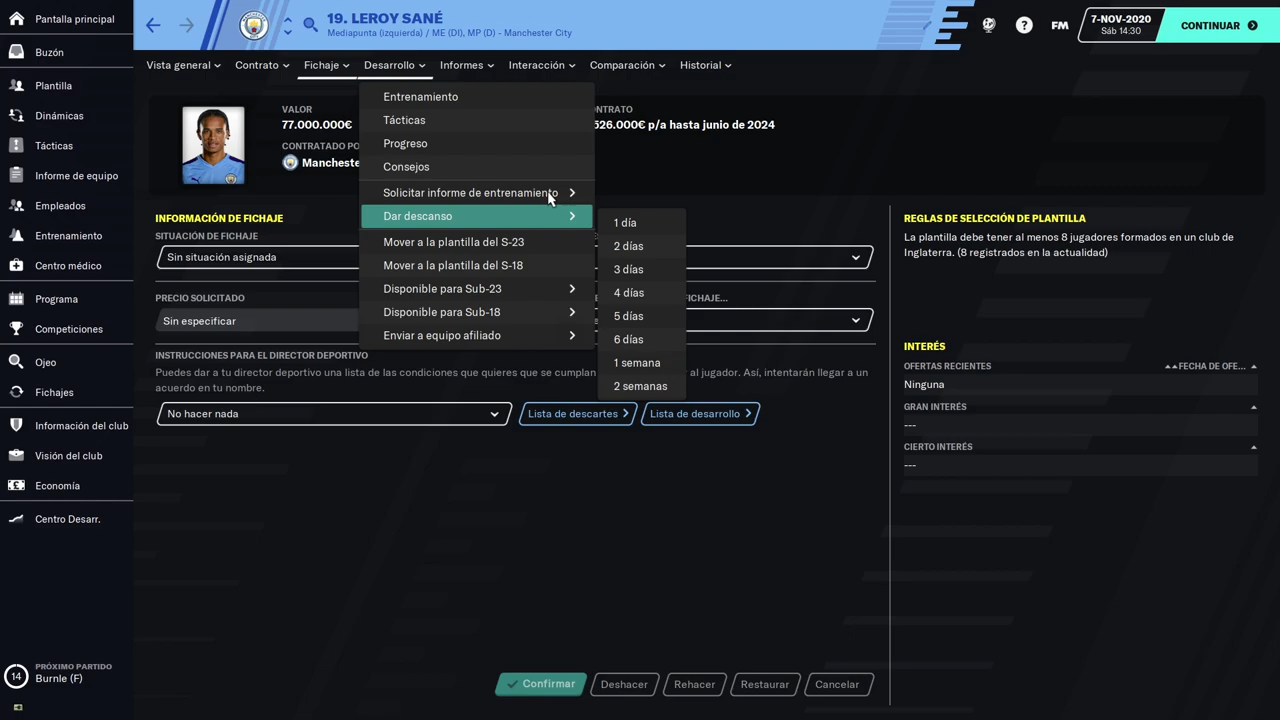 Pantalla principal
Buzón
Plantilla
Dinámicas
Tácticas
Informe de equipo
Empleados
Entrenamiento
Centro médico
Programa
Competiciones
Ojeo
Fichajes
Información del club
Visión del club
Economía
Centro Desarr.
14
PRÓXIMO PARTIDO
Burnle (F)
19. LEROY SANÉ
Mediapunta (izquierda) / ME (DI), MP (D) - Manchester City
?
FM
7-NOV-2020
Sáb 14:30
CONTINUAR
Vista general
Contrato
Fichaje
Desarrollo
Informes
Interacción
Comparación
Historial
VALOR
77.000.000€
CONTRATADO PO
Mancheste
NTRATO
526.000€ p/a hasta junio de 2024
Entrenamiento
Tácticas
Progreso
Consejos
Solicitar informe de entrenamiento
Dar descanso
Mover a la plantilla del S-23
Mover a la plantilla del S-18
Disponible para Sub-23
Disponible para Sub-18
Enviar a equipo afiliado
1 día
2 días
3 días
4 días
5 días
6 días
1 semana
2 semanas
INFORMACIÓN DE FICHAJE
SITUACIÓN DE FICHAJE
Sin situación asignada
PRECIO SOLICITADO
Sin especificar
FICHAJE...
INSTRUCCIONES PARA EL DIRECTOR DEPORTIVO
Puedes dar a tu director deportivo una lista de las condiciones que quieres que se cumplan al jugador. Así, intentarán llegar a un
acuerdo en tu nombre.
No hacer nada
Lista de descartes
Lista de desarrollo
REGLAS DE SELECCIÓN DE PLANTILLA
La plantilla debe tener al menos 8 jugadores formados en un club de
Inglaterra. (8 registrados en la actualidad)
INTERÉS
OFERTAS RECIENTES
FECHA DE OFE...
Ninguna
GRAN INTERÉS
---
CIERTO INTERÉS
---
Confirmar
Deshacer
Rehacer
Restaurar
Cancelar